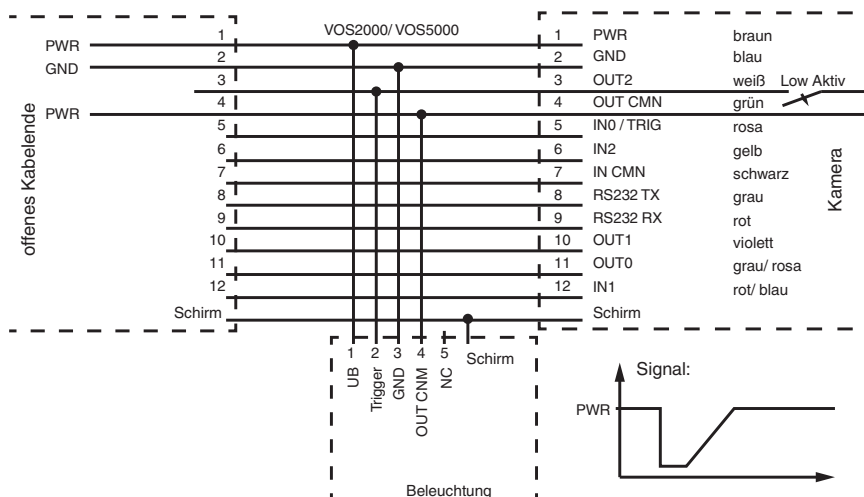 VOS2000/ VOS5000
PWR 1 1 PWR braun
GND 2 2 GND blau
3 3 OUT2 weiß Low Aktiv
PWR 4 4 OUT CMN grün
5 5 IN0 / TRIG rosa
6 6 IN2 gelb
7 7 IN CMN schwarz
8 8 RS232 TX grau
9 9 RS232 RX rot
10 10 OUT1 violett
11 11 OUT0 grau/ rosa
12 12 IN1 rot/ blau
Schirm Schirm
offenes Kabelende
Kamera
1 2 3 4 5 Schirm
UB
Trigger
GND
OUT CNM
NC
Beleuchtung
Signal:
PWR